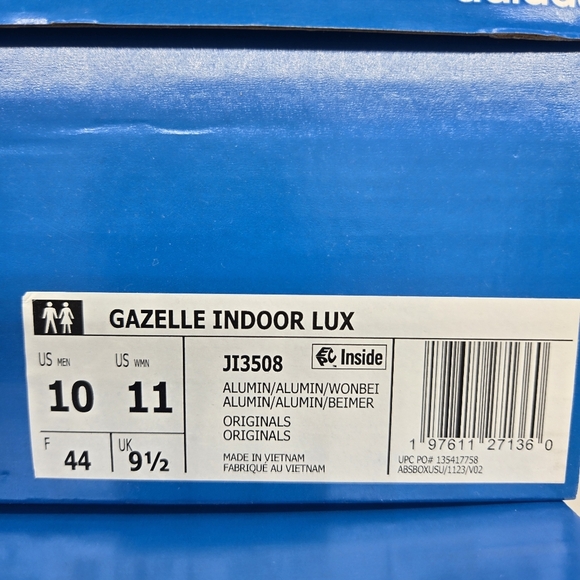 GAZELLE INDOOR LUX
US MEN
10
US WMN
11
F
44
UK
9½
JI3508
Inside
ALUMIN/ALUMIN/WONBEI
ALUMIN/ALUMIN/BEIMER
ORIGINALS
ORIGINALS
MADE IN VIETNAM
FABRIQUÉ AU VIETNAM
1 97611 27136 0
UPC PO# 135417758
ABSBOXUSU/1123/V02